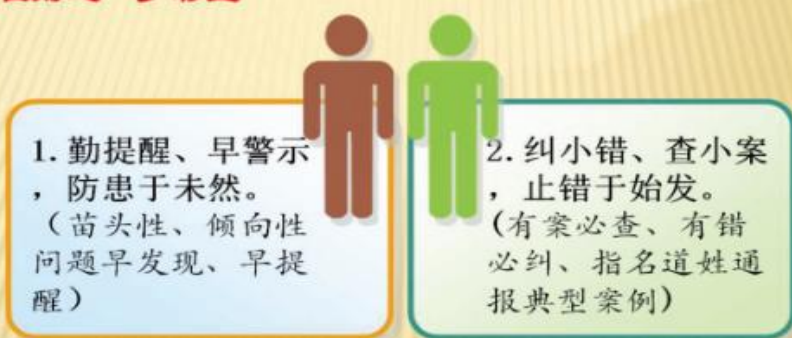 1. 勤提醒、早警示
，防患于未然。
（苗头性、倾向性
问题早发现、早提
醒）
2. 纠小错、查小案
，止错于始发。
(有案必查、有错
必纠、指名道姓通
报典型案例)